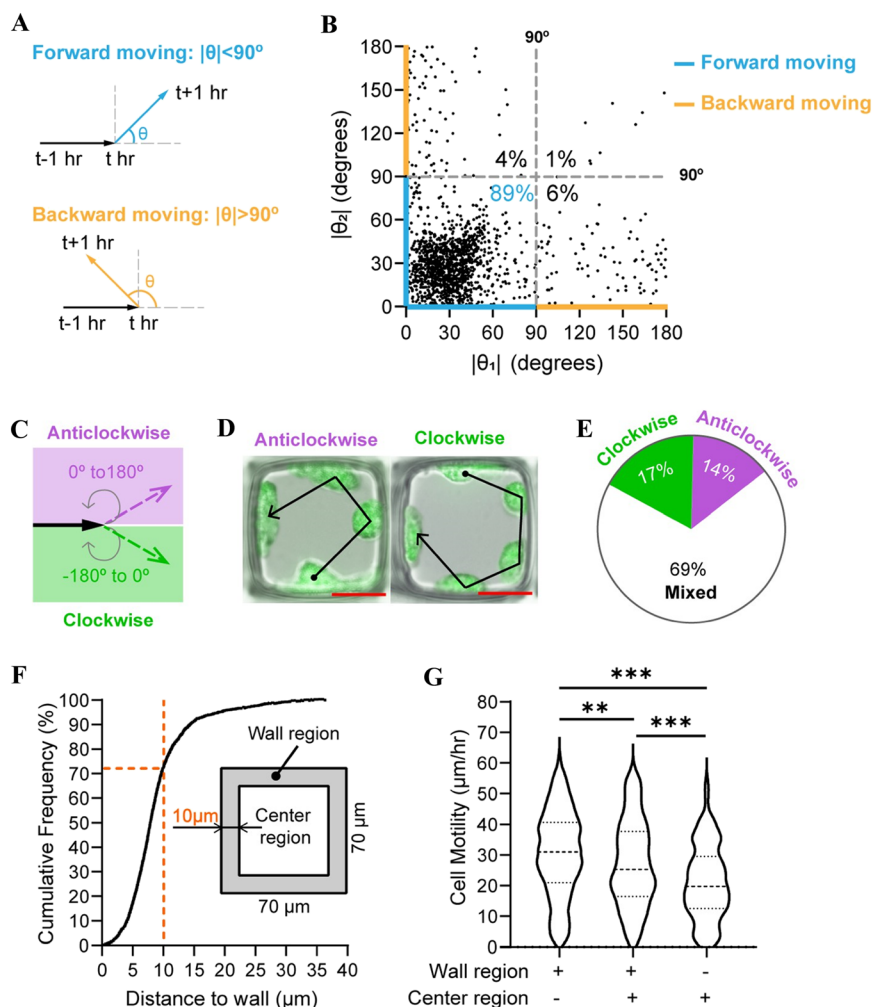 A
Forward moving: |θ|<90º
t+1 hr
θ
t-1 hr
t hr
Backward moving: |θ|>90º
t+1 hr
θ
t-1 hr
t hr
B
90º
180
150
120
90
60
30
0
|θ₂| (degrees)
4%
1%
89%
6%
90º
0
30
60
90
120
150
180
|θ₁| (degrees)
Forward moving
Backward moving
C
Anticlockwise
0º to180º
-180º to 0º
Clockwise
D
Anticlockwise
Clockwise
E
Clockwise
Anticlockwise
17%
14%
69%
Mixed
F
100
90
80
70
60
50
40
30
20
10
0
Cumulative Frequency (%)
Wall region
10µm
Center
region
70 µm
70 µm
0
5
10
15
20
25
30
35
40
Distance to wall (µm)
G
***
**
***
80
70
60
50
40
30
20
10
0
Cell Motility (µm/hr)
Wall region + + -
Center region - + +